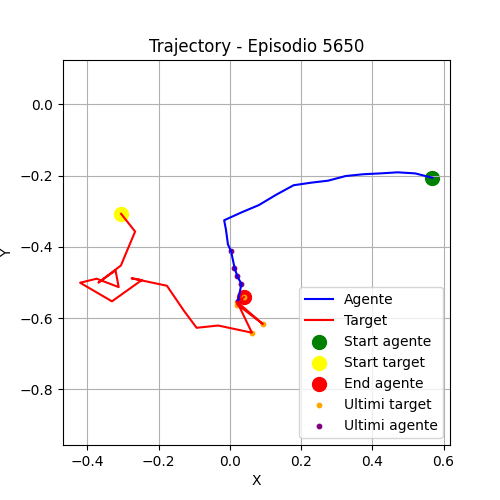 Trajectory - Episodio 5650
Y
0.0
−0.2
−0.4
−0.6
−0.8
Agente
Target
Start agente
Start target
End agente
Ultimi target
Ultimi agente
−0.4
−0.2
0.0
0.2
0.4
0.6
X